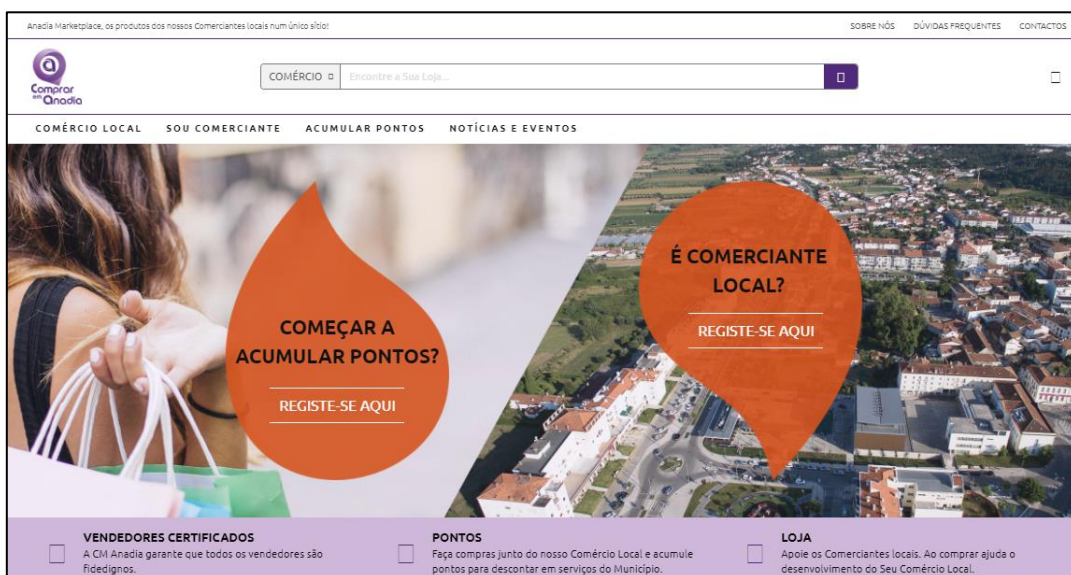 Anadia Marketplace, os produtos dos nossos Comerciantes locais num único sítio!
SOBRE NÓS DÚVIDAS FREQUENTES CONTACTOS
Comprar
em Anadia
COMÉRCIO
Encontre a Sua Loja...
COMÉRCIO LOCAL SOU COMERCIANTE ACUMULAR PONTOS NOTÍCIAS E EVENTOS
COMEÇAR A
ACUMULAR PONTOS?
REGISTE-SE AQUI
É COMERCIANTE
LOCAL?
REGISTE-SE AQUI
VENDEDORES CERTIFICADOS
A CM Anadia garante que todos os vendedores são
fidedignos.
PONTOS
Faça compras junto do nosso Comércio Local e acumule
pontos para descontar em serviços do Município.
LOJA
Apoie os Comerciantes locais. Ao comprar ajuda o
desenvolvimento do Seu Comércio Local.